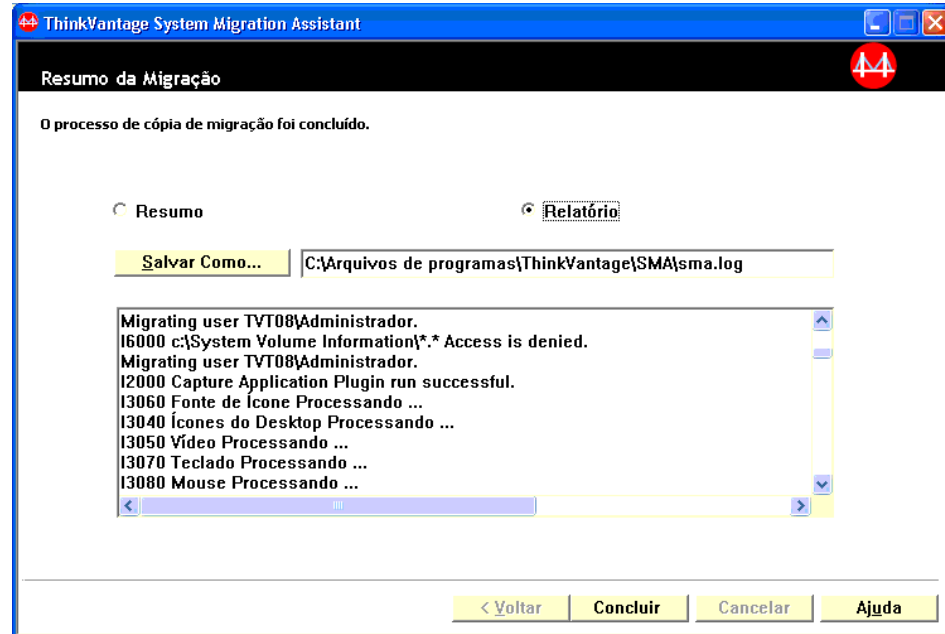 ThinkVantage System Migration Assistant
Resumo da Migração
O processo de cópia de migração foi concluído.
Resumo
Relatório
Salvar Como...
C:\Arquivos de programas\ThinkVantage\SMA\sma.log
Migrating user TVT08\Administrador.
I6000 c:\System Volume Information\*.* Access is denied.
Migrating user TVT08\Administrador.
I2000 Capture Application Plugin run successful.
I3060 Fonte de Ícone Processando ...
I3040 Ícones do Desktop Processando ...
I3050 Vídeo Processando ...
I3070 Teclado Processando ...
I3080 Mouse Processando ...
< Voltar
Concluir
Cancelar
Ajuda